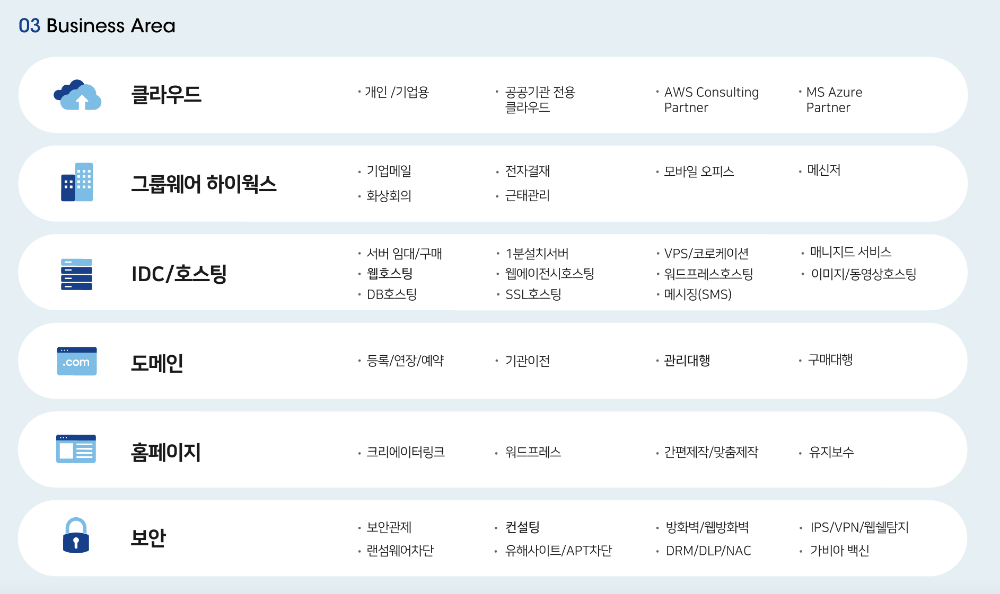 03 Business Area
클라우드
· 개인 /기업용
· 공공기관 전용
클라우드
· AWS Consulting
Partner
· MS Azure
Partner
그룹웨어 하이웍스
· 기업메일
· 전자결재
· 모바일 오피스
· 메신저
· 화상회의
· 근태관리
IDC/호스팅
· 서버 임대/구매
· 1분설치서버
· VPS/코로케이션
· 매니지드 서비스
· 웹호스팅
· 웹에이전시호스팅
· 워드프레스호스팅
· 이미지/동영상호스팅
· DB호스팅
· SSL호스팅
· 메시징(SMS)
.com
도메인
· 등록/연장/예약
· 기관이전
· 관리대행
· 구매대행
홈페이지
· 크리에이터링크
· 워드프레스
· 간편제작/맞춤제작
· 유지보수
보안
· 보안관제
· 컨설팅
· 방화벽/웹방화벽
· IPS/VPN/웹쉘탐지
· 랜섬웨어차단
· 유해사이트/APT차단
· DRM/DLP/NAC
· 가비아 백신